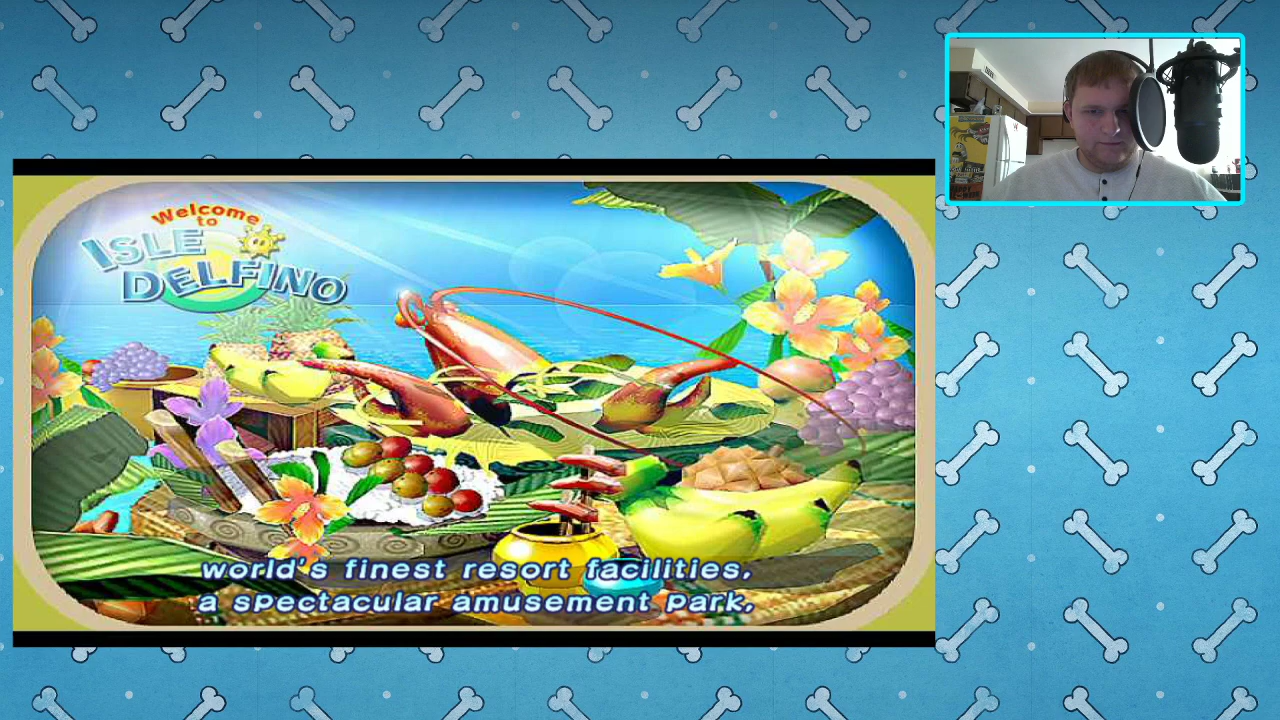 Welcome
to
ISLE
DELFINO
world's finest resort facilities,
a spectacular amusement park,